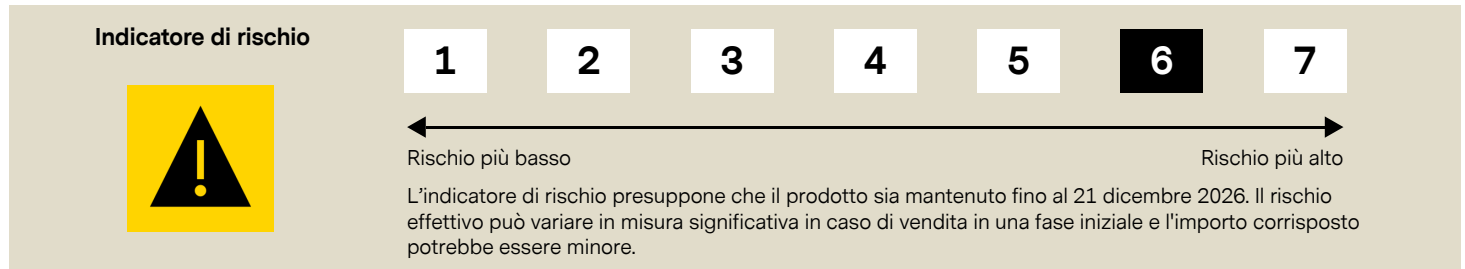 Indicatore di rischio
1 2 3 4 5 6 7
Rischio più basso Rischio più alto
L’indicatore di rischio presuppone che il prodotto sia mantenuto fino al 21 dicembre 2026. Il rischio
effettivo può variare in misura significativa in caso di vendita in una fase iniziale e l'importo corrisposto
potrebbe essere minore.